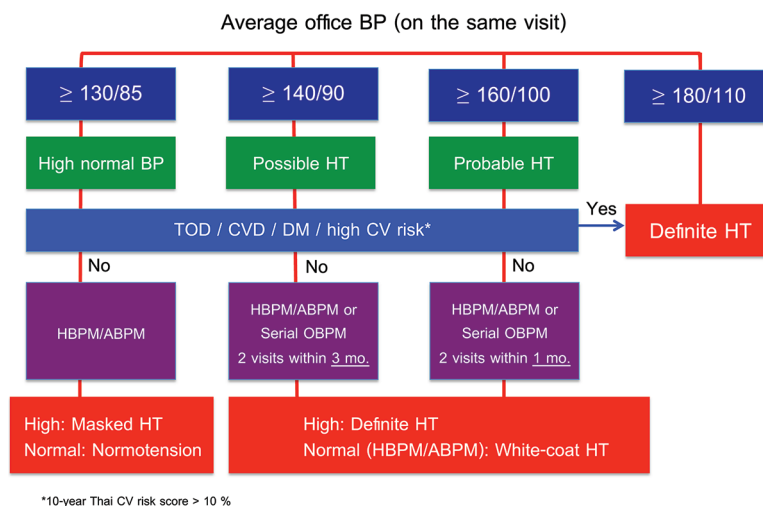 Average office BP (on the same visit)
≥ 130/85
≥ 140/90
≥ 160/100
≥ 180/110
High normal BP
Possible HT
Probable HT
TOD / CVD / DM / high CV risk*
Yes
Definite HT
No
No
No
HBPM/ABPM
HBPM/ABPM or
Serial OBPM
2 visits within 3 mo.
HBPM/ABPM or
Serial OBPM
2 visits within 1 mo.
High: Masked HT
Normal: Normotension
High: Definite HT
Normal (HBPM/ABPM): White-coat HT
*10-year Thai CV risk score > 10 %